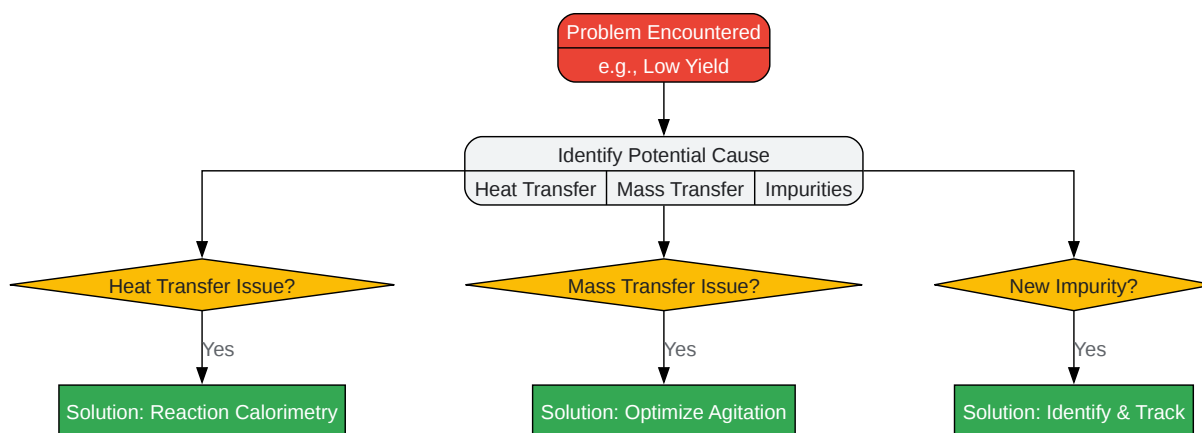 Problem Encountered
e.g., Low Yield
Identify Potential Cause
Heat Transfer
Mass Transfer
Impurities
Heat Transfer Issue?
Mass Transfer Issue?
New Impurity?
Yes
Yes
Yes
Solution: Reaction Calorimetry
Solution: Optimize Agitation
Solution: Identify & Track